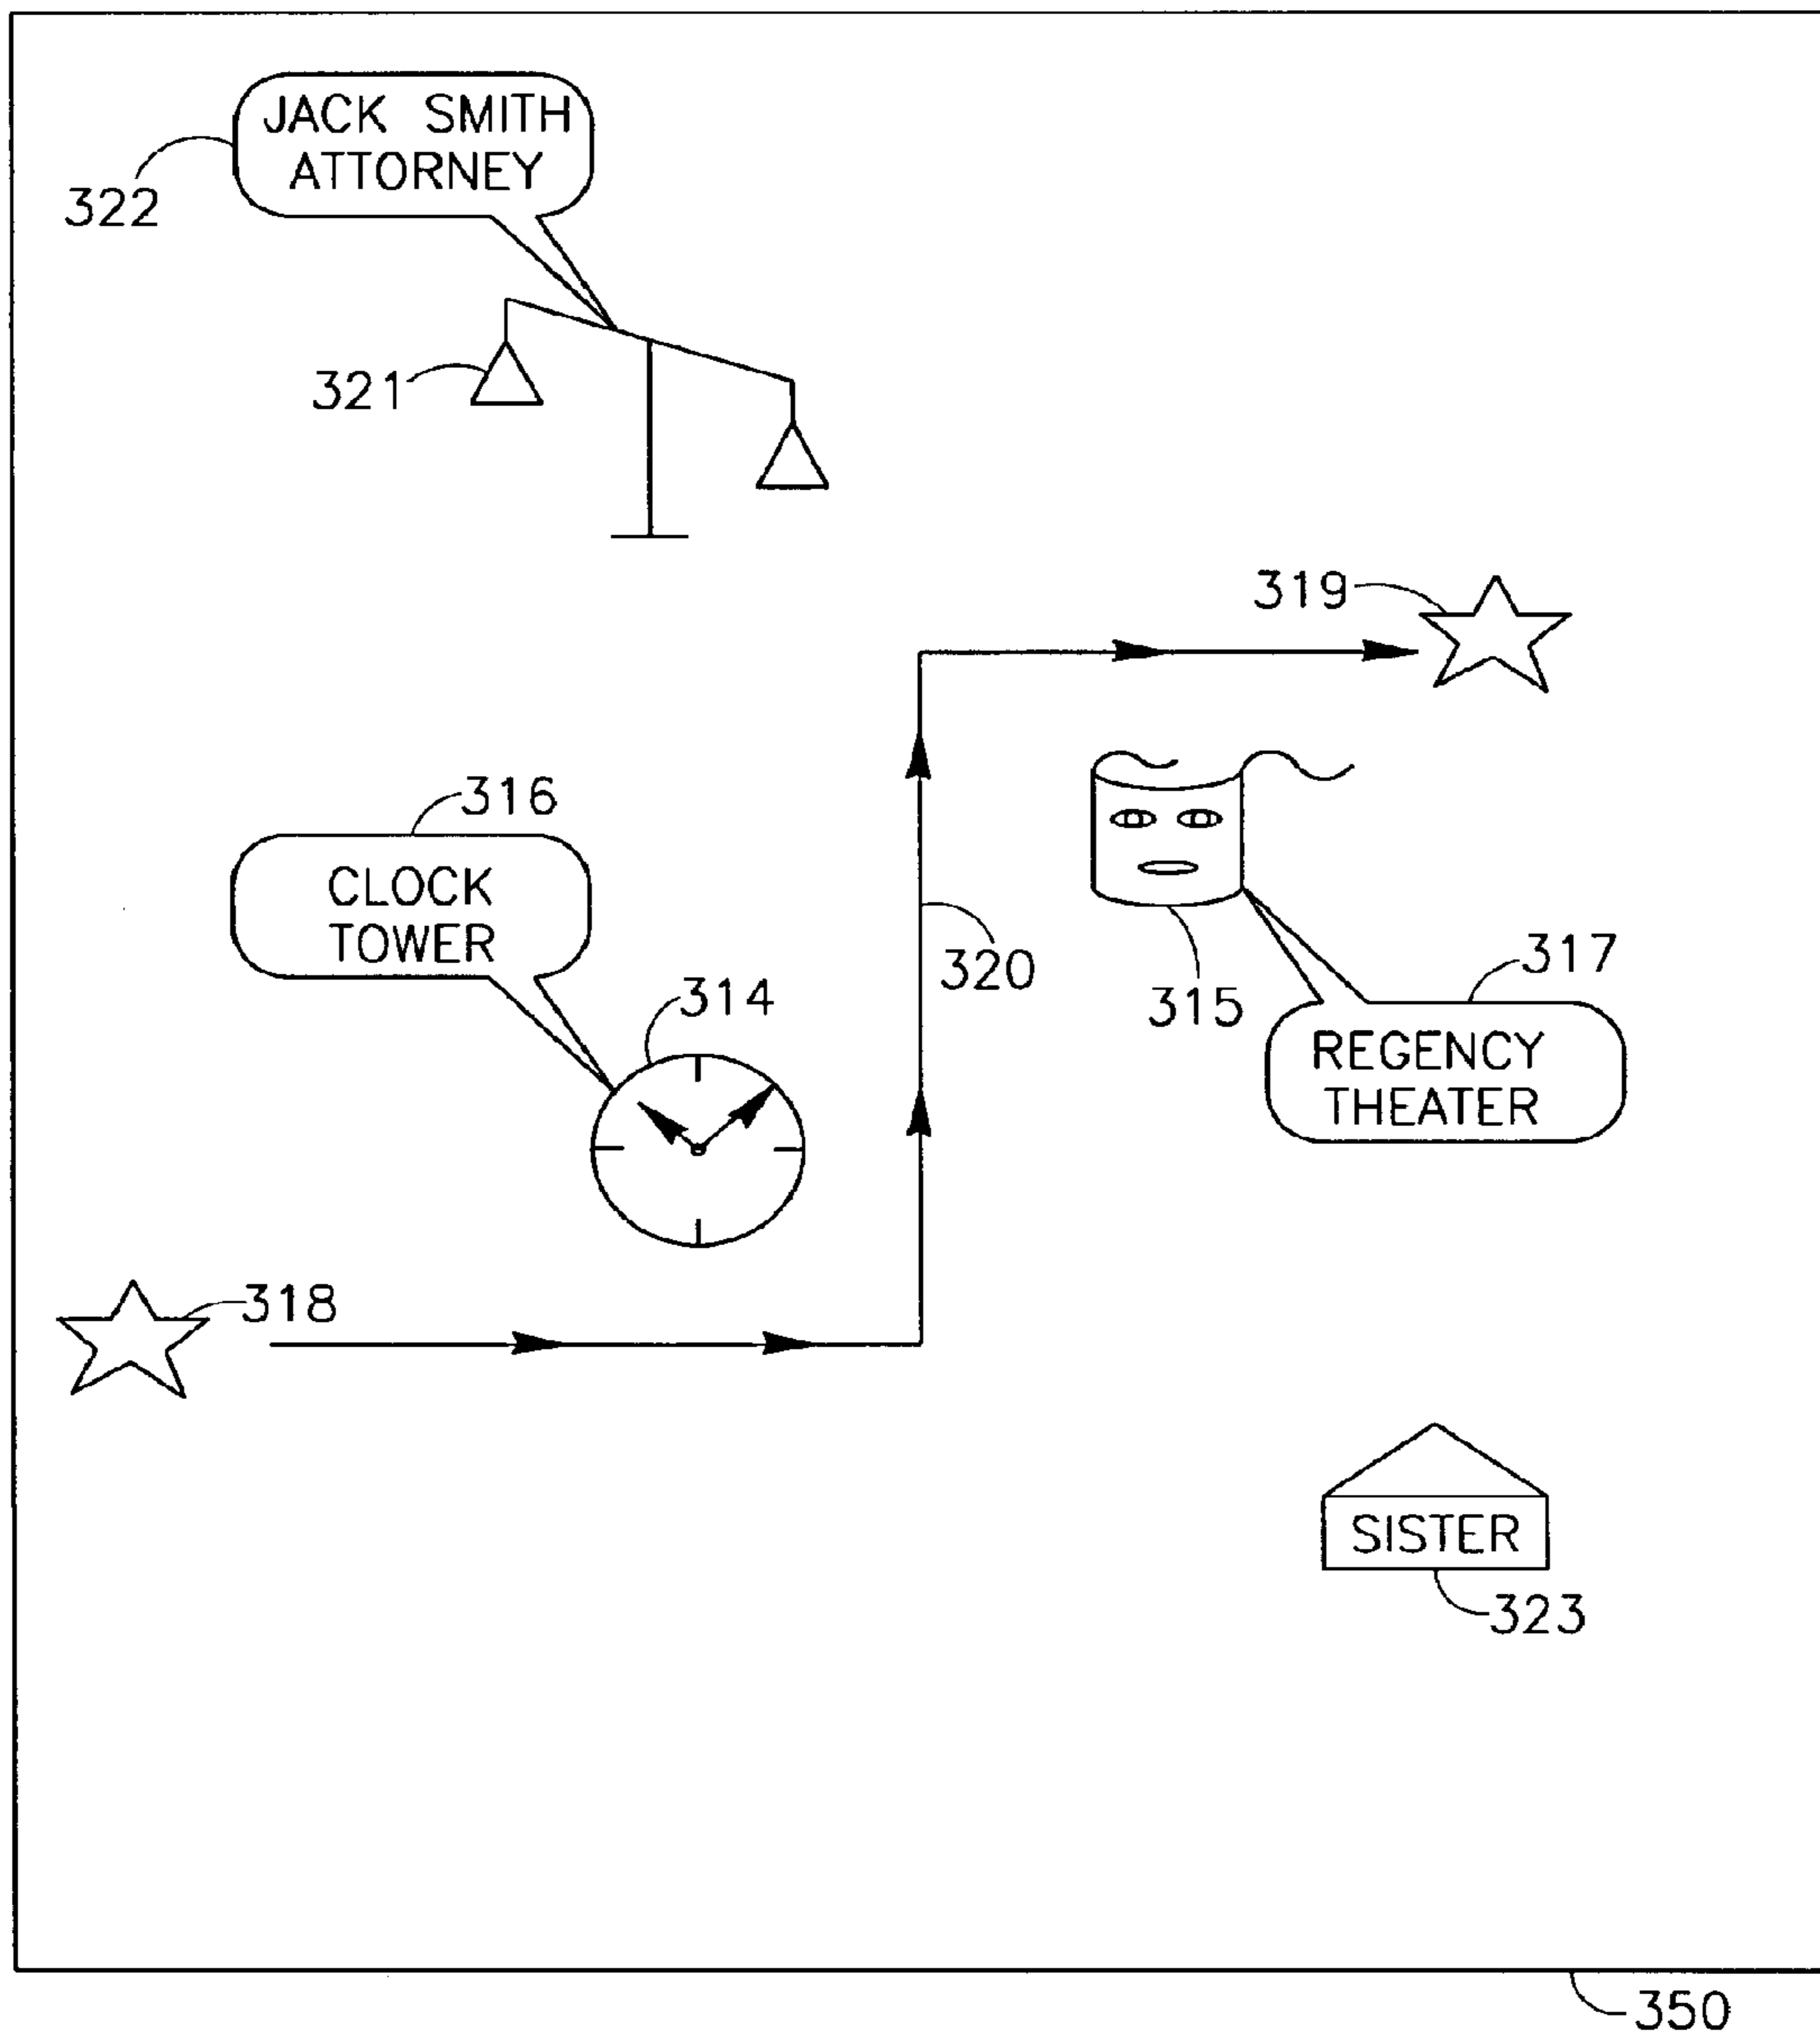 JACK SMITH
ATTORNEY
322
321
319
316
CLOCK
TOWER
314
320
315
317
REGENCY
THEATER
318
SISTER
323
350